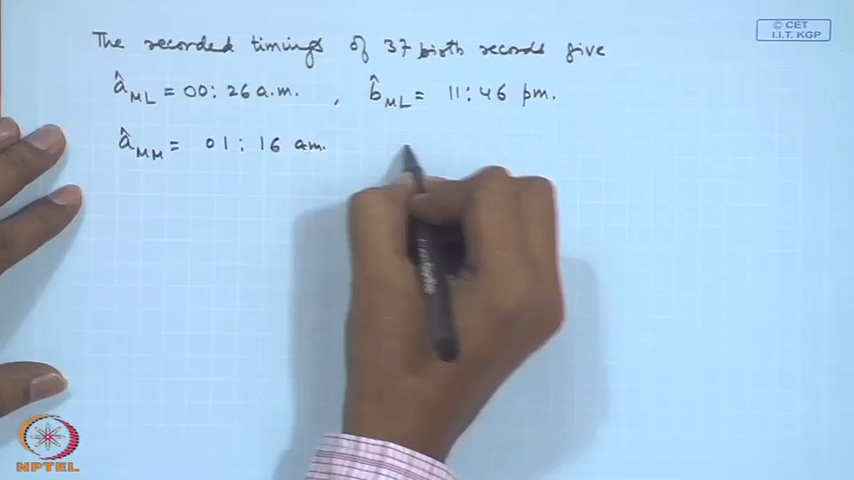 © CET
I.I.T. KGP
The recorded timings of 37 birth records give
â_ML = 00:26 a.m. , b̂_ML = 11:46 pm.
â_MM = 01:16 am.
NPTEL